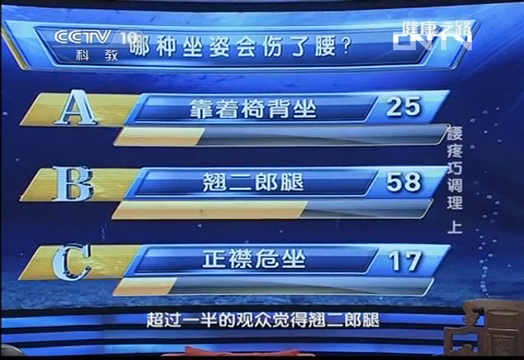 CCTV 10
科教
健康之路
CNTV
哪种坐姿会伤了腰?
A 靠着椅背坐 25
B 翘二郎腿 58
C 正襟危坐 17
腰疼巧调理 上
超过一半的观众觉得翘二郎腿